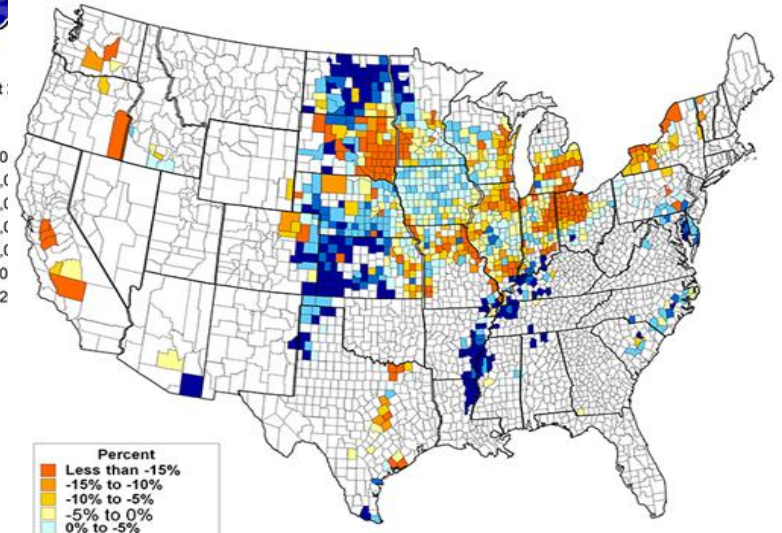 Percent
Less than -15%
-15% to -10%
-10% to -5%
-5% to 0%
0% to -5%